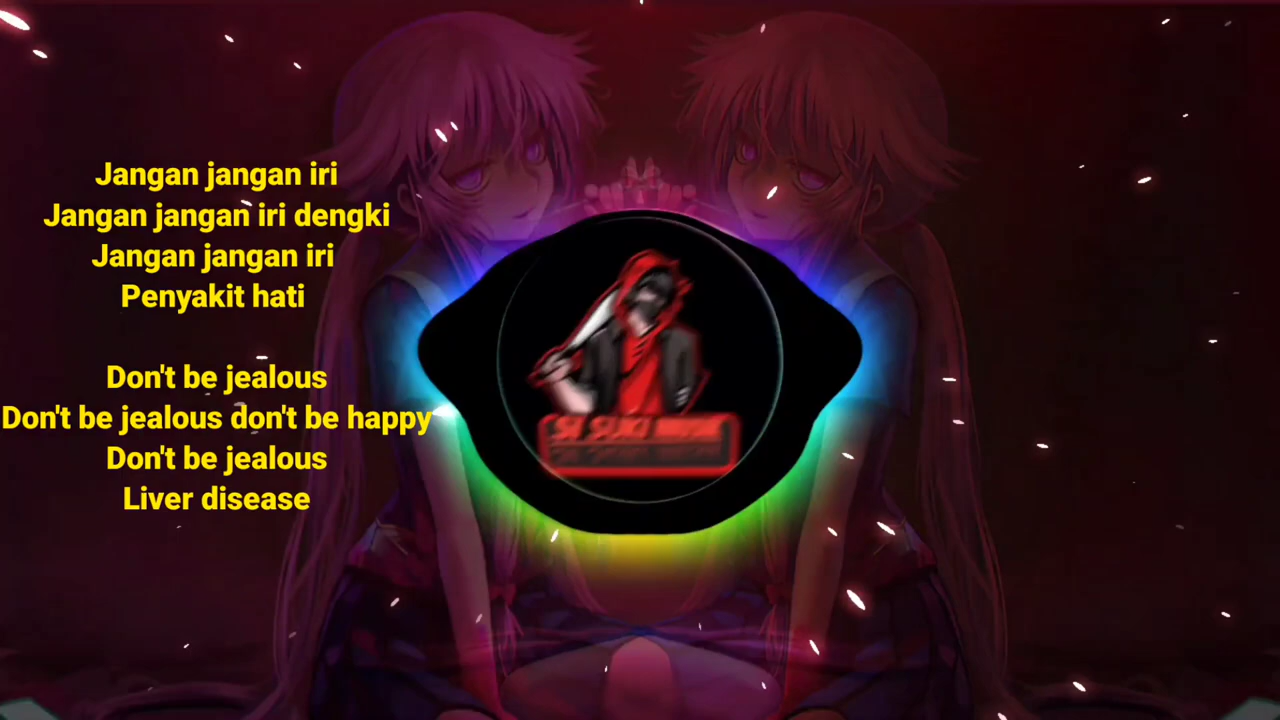 Jangan jangan iri
Jangan jangan iri dengki
Jangan jangan iri
Penyakit hati
Don't be jealous
Don't be jealous don't be happy
Don't be jealous
Liver disease